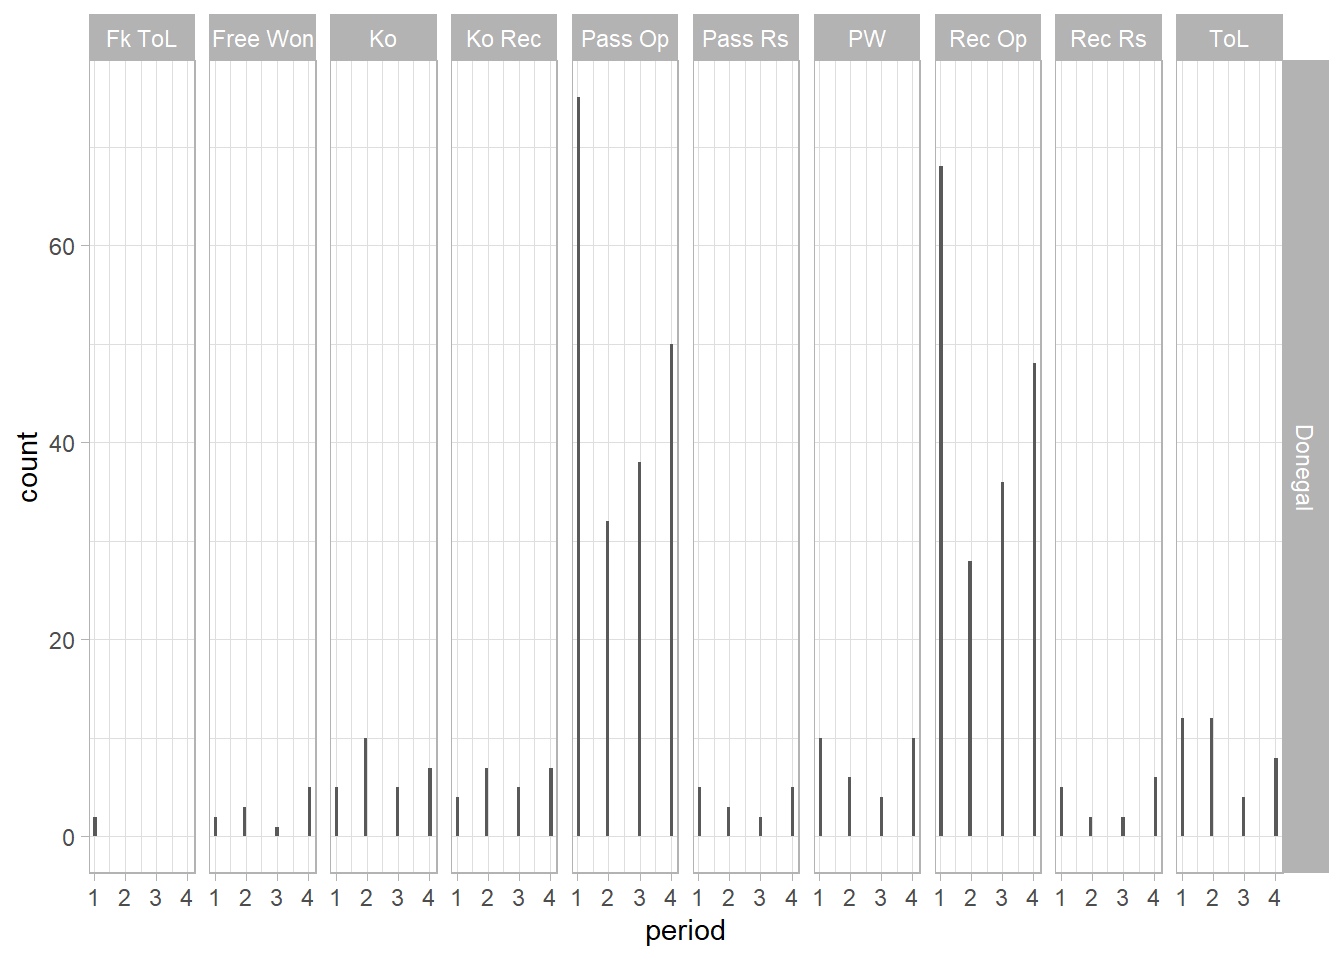 Fk ToL Free Won Ko Ko Rec Pass Op Pass Rs PW Rec Op Rec Rs ToL
Donegal
60
40
20
0
count
1 2 3 4 1 2 3 4 1 2 3 4 1 2 3 4 1 2 3 4 1 2 3 4 1 2 3 4 1 2 3 4 1 2 3 4 1 2 3 4
period